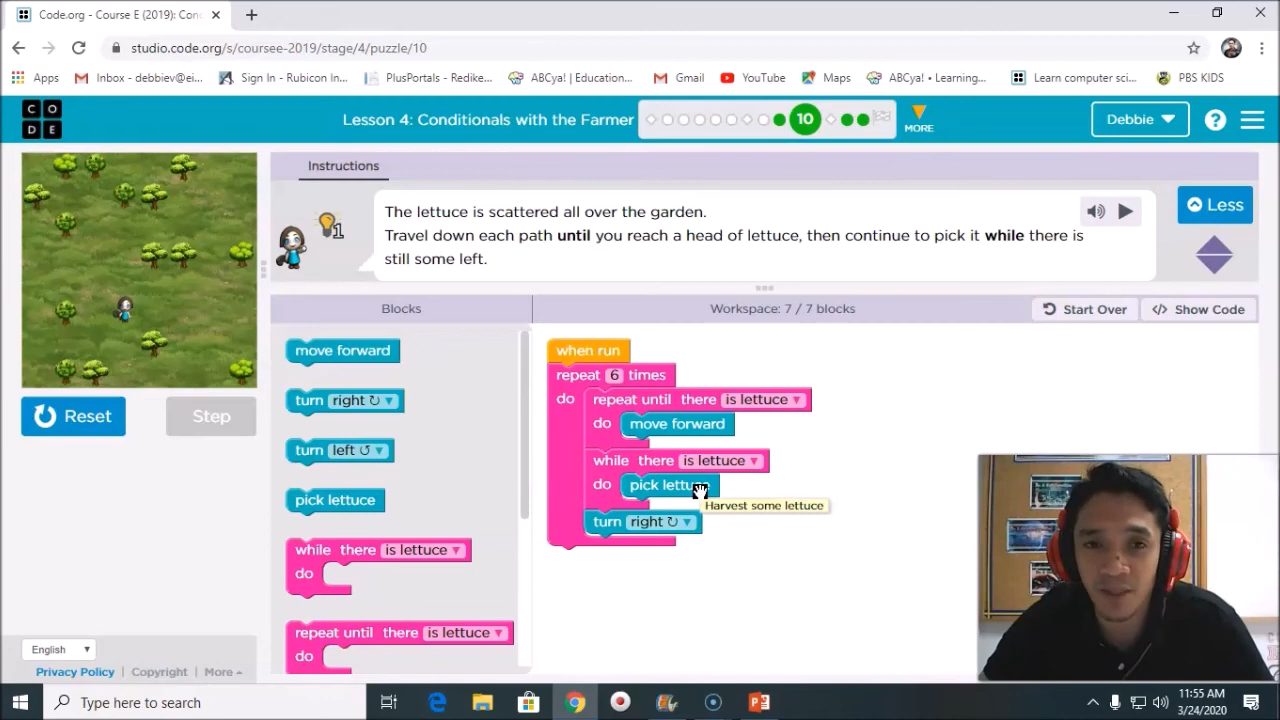 Code.org - Course E (2019): Conc
studio.code.org/s/coursee-2019/stage/4/puzzle/10
Apps
Inbox - debbiev@ei...
Sign In - Rubicon In...
PlusPortals - Redike...
ABCya! | Education...
Gmail
YouTube
Maps
ABCya! • Learning...
Learn computer sci...
PBS KIDS
C O
D E
Lesson 4: Conditionals with the Farmer
10
MORE
Debbie
?
Instructions
1
The lettuce is scattered all over the garden.
Travel down each path until you reach a head of lettuce, then continue to pick it while there is
still some left.
Less
Blocks
Workspace: 7 / 7 blocks
Start Over
</> Show Code
move forward
turn right ↻
turn left ↺
pick lettuce
while there is lettuce
do
repeat until there is lettuce
do
when run
repeat 6 times
do
repeat until there is lettuce
do move forward
while there is lettuce
do pick lettuce
Harvest some lettuce
turn right ↻
Reset
Step
English
Privacy Policy | Copyright | More
Type here to search
11:55 AM
3/24/2020